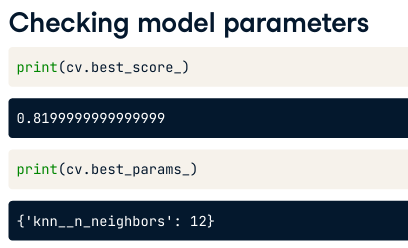 Checking model parameters
print(cv.best_score_)
0.8199999999999999
print(cv.best_params_)
{'knn__n_neighbors': 12}